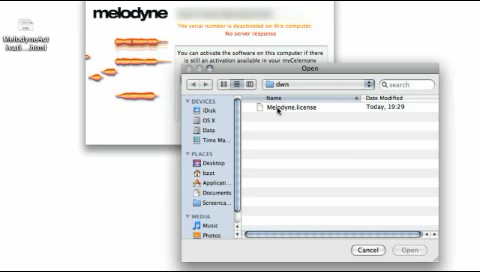 melodyne
The serial number is deactivated on this computer.
No server response
MelodyneAct
ivati....html
You can activate the software on this computer if there
is still an activation available in your myCelemony
Open
dwn
search
DEVICES
iDisk
OS X
Data
Time Ma...
PLACES
Desktop
bzzt
Applicati...
Documents
Screenca...
MEDIA
Music
Photos
Name
Date Modified
Melodyne.license
Today, 19:29
Cancel
Open